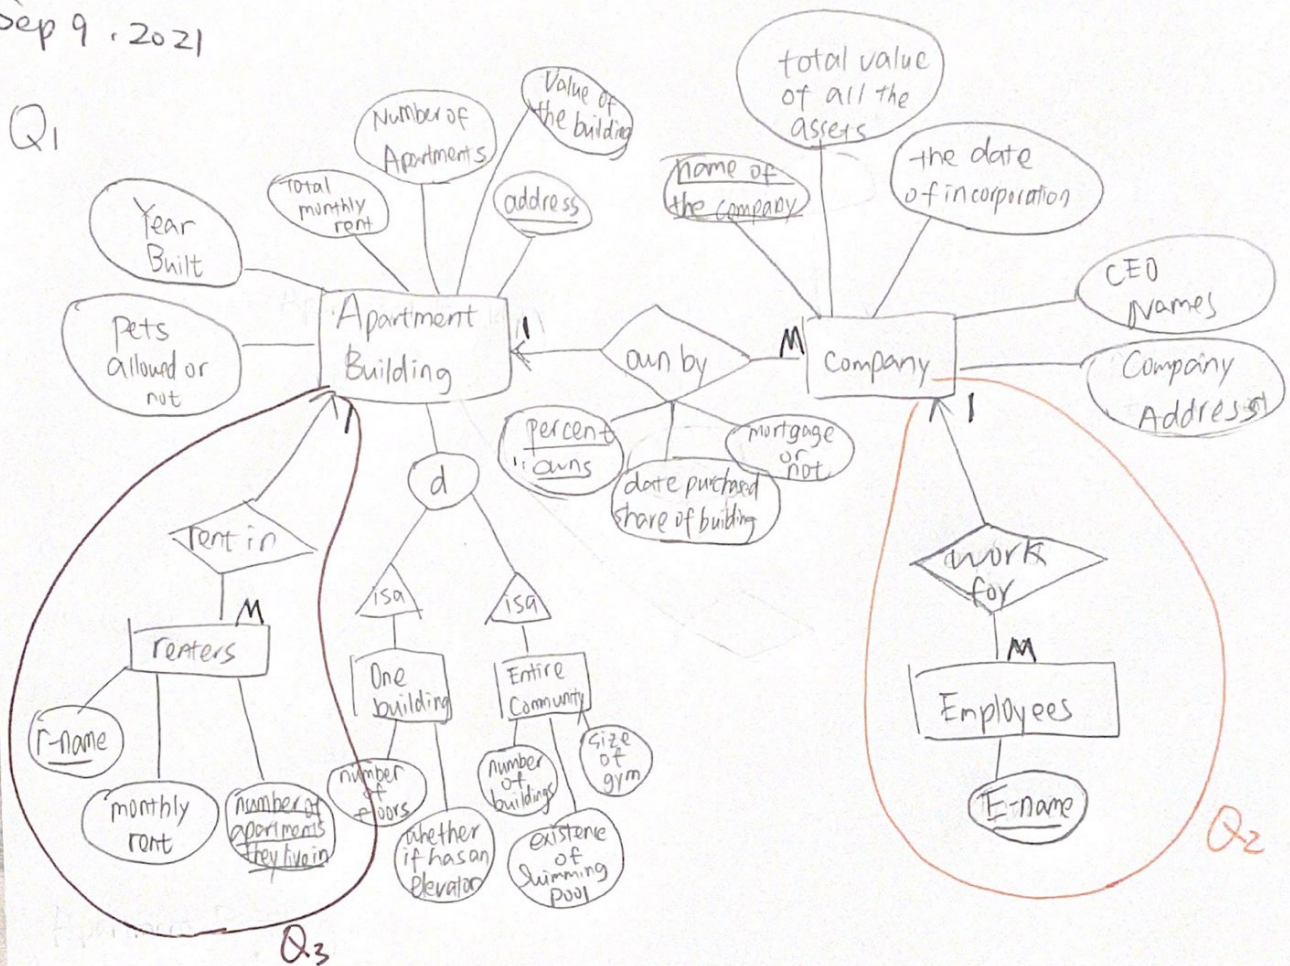 Sep 9. 2021
Q1
Year
Built
Pets
allowed or
not
Total
monthly
rent
Number of
Apartments
Value of
the building
address
Apartment
Building
1
own by
M
percent
owns
date purchased
share of building
mortgage
or
not
name of
the company
total value
of all the
assets
the date
of incorporation
CEO
Names
Company
Address
Company
1
work
for
M
Employees
E-name
Q2
1
rent in
M
renters
r-name
monthly
rent
number of
apartments
they live in
Q3
d
isa
isa
One
building
number
of
floors
whether
if has an
elevator
Entire
Community
number
of
buildings
existence
of
swimming
pool
size
of
gym